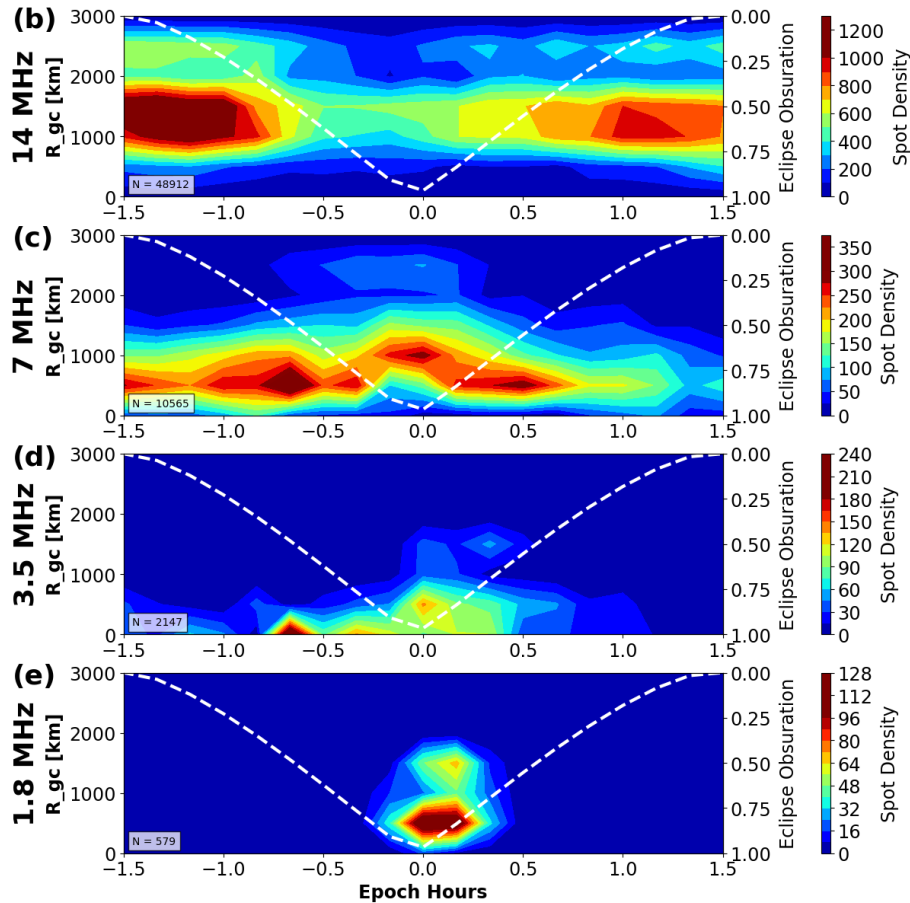 (b)
14 MHz
R_gc [km]
3000
2000
1000
0
N = 48912
−1.5 −1.0 −0.5 0.0 0.5 1.0 1.5
0.00
0.25
0.50
0.75
1.00
Eclipse Obsuration
1200
1000
800
600
400
200
0
Spot Density
(c)
7 MHz
R_gc [km]
3000
2000
1000
0
N = 10565
−1.5 −1.0 −0.5 0.0 0.5 1.0 1.5
0.00
0.25
0.50
0.75
1.00
Eclipse Obsuration
350
300
250
200
150
100
50
0
Spot Density
(d)
3.5 MHz
R_gc [km]
3000
2000
1000
0
N = 2147
−1.5 −1.0 −0.5 0.0 0.5 1.0 1.5
0.00
0.25
0.50
0.75
1.00
Eclipse Obsuration
240
210
180
150
120
90
60
30
0
Spot Density
(e)
1.8 MHz
R_gc [km]
3000
2000
1000
0
N = 579
−1.5 −1.0 −0.5 0.0 0.5 1.0 1.5
Epoch Hours
0.00
0.25
0.50
0.75
1.00
Eclipse Obsuration
128
112
96
80
64
48
32
16
0
Spot Density